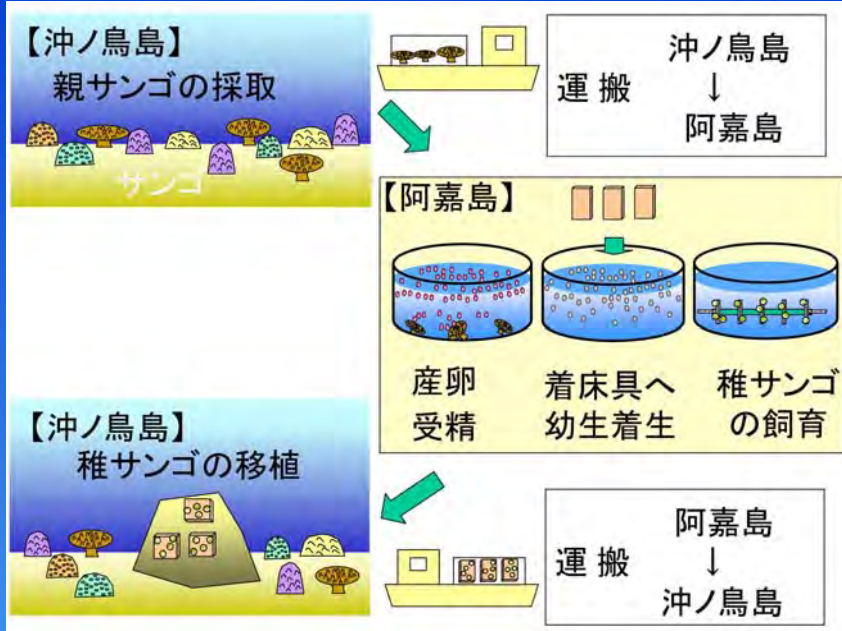 【沖ノ鳥島】
親サンゴの採取
サンゴ
運搬
沖ノ鳥島
↓
阿嘉島
【阿嘉島】
産卵
受精
着床具へ
幼生着生
稚サンゴ
の飼育
【沖ノ鳥島】
稚サンゴの移植
運搬
阿嘉島
↓
沖ノ鳥島